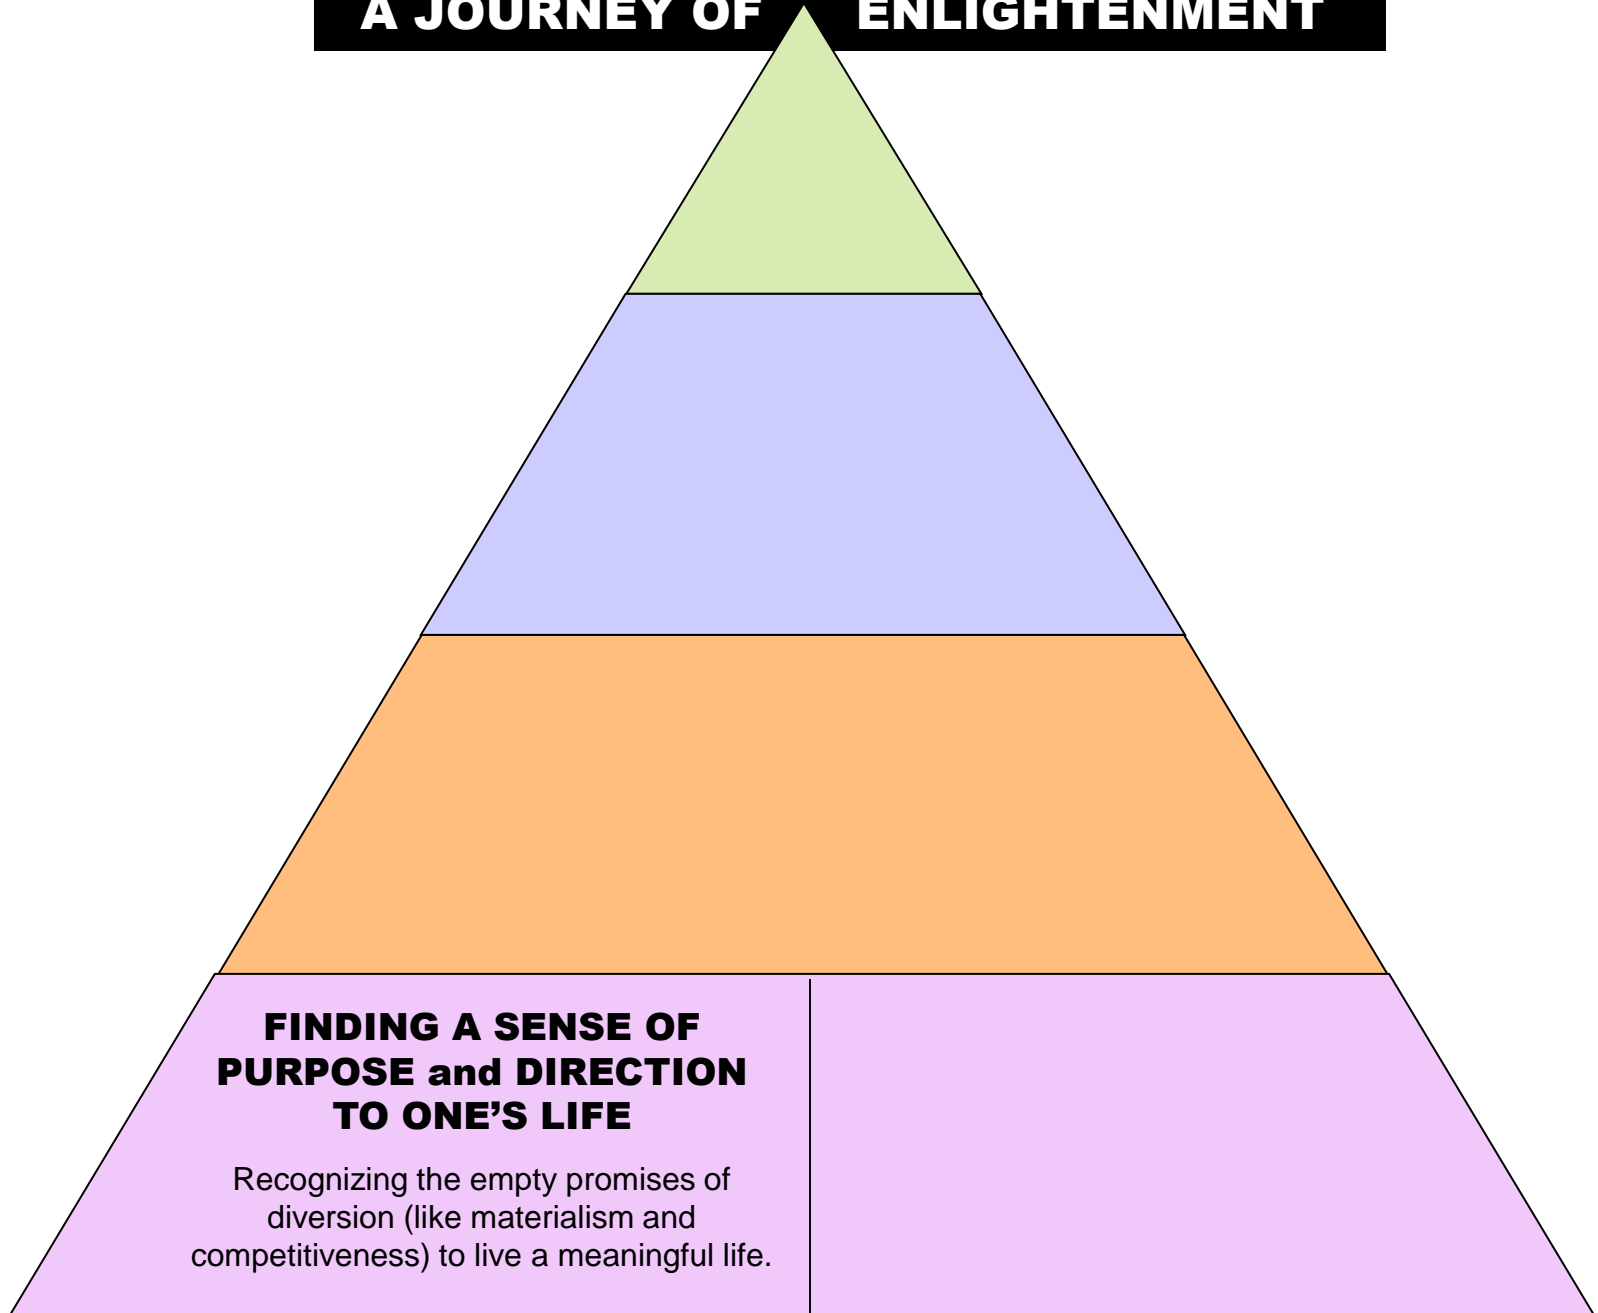 A JOURNEY OF ENLIGHTENMENT
FINDING A SENSE OF
PURPOSE and DIRECTION
TO ONE’S LIFE
Recognizing the empty promises of
diversion (like materialism and
competitiveness) to live a meaningful life.